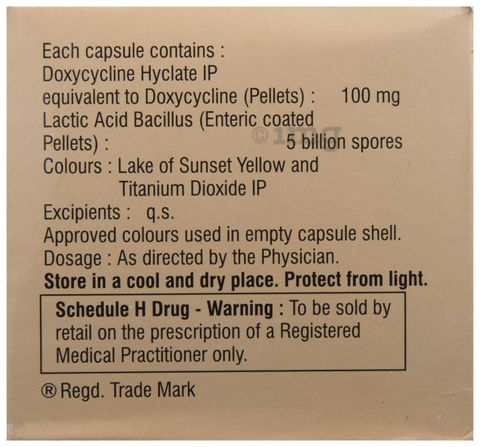 Each capsule contains :
Doxycycline Hyclate IP
equivalent to Doxycycline (Pellets) : 100 mg
Lactic Acid Bacillus (Enteric coated
Pellets) : 5 billion spores
©1mg
Colours : Lake of Sunset Yellow and
Titanium Dioxide IP
Excipients : q.s.
Approved colours used in empty capsule shell.
Dosage : As directed by the Physician.
Store in a cool and dry place. Protect from light.
Schedule H Drug - Warning : To be sold by
retail on the prescription of a Registered
Medical Practitioner only.
® Regd. Trade Mark